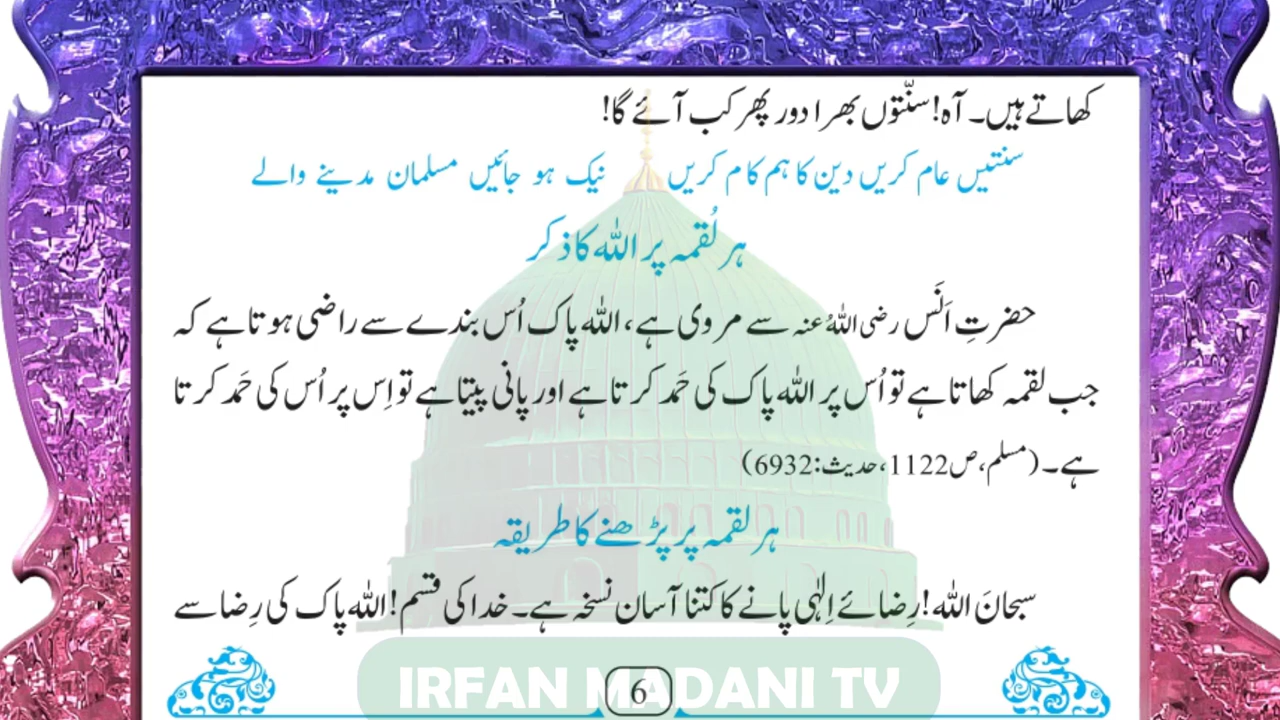 کھاتے ہیں۔ آہ! سنّتوں بھرا دور پھر کب آئے گا!
سنتیں عام کریں دین کا ہم کام کریں نیک ہو جائیں مسلمان مدینے والے
ہر لُقمہ پر اللہ کا ذکر
حضرتِ اَنَس رضی اللہُ عنہ سے مروی ہے، اللہ پاک اُس بندے سے راضی ہوتا ہے کہ
جب لقمہ کھاتا ہے تو اُس پر اللہ پاک کی حَمد کرتا ہے اور پانی پیتا ہے تو اِس پر اُس کی حَمد کرتا
ہے۔ (مسلم،ص1122،حدیث:6932)
ہر لقمہ پر پڑھنے کا طریقہ
سبحانَ اللہ! رِضائے اِلٰہی پانے کا کتنا آسان نسخہ ہے۔ خدا کی قسم! اللہ پاک کی رِضا سے
6
IRFAN MADANI TV